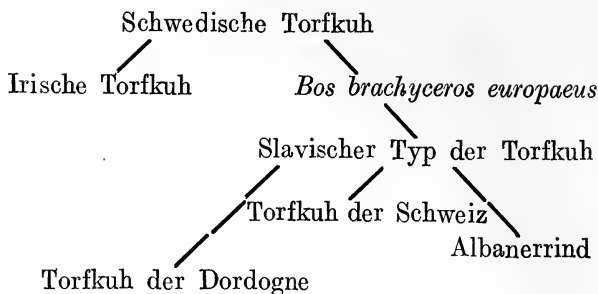 Schwedische Torfkuh
Irische Torfkuh
Bos brachyceros europaeus
Slavischer Typ der Torfkuh
Torfkuh der Schweiz
Albanerrind
Torfkuh der Dordogne